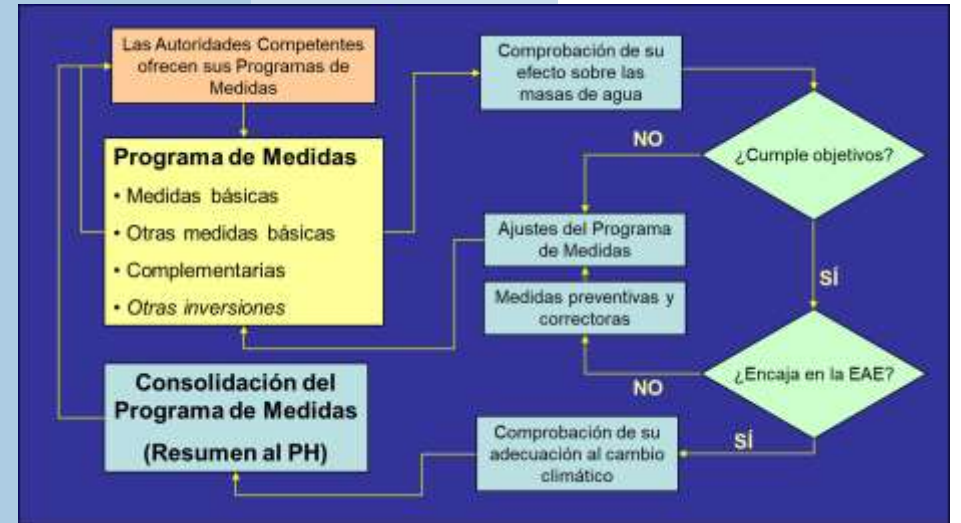 Las Autoridades Competentes
ofrecen sus Programas de
Medidas
Programa de Medidas
• Medidas básicas
• Otras medidas básicas
• Complementarias
• Otras inversiones
Comprobación de su
efecto sobre las
masas de agua
¿Cumple objetivos?
NO
Ajustes del Programa
de Medidas
SÍ
Medidas preventivas y
correctoras
¿Encaja en la EAE?
NO
SÍ
Comprobación de su
adecuación al cambio
climático
Consolidación del
Programa de Medidas
(Resumen al PH)